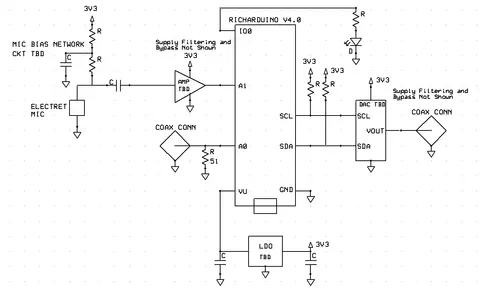 3V3
RICHARDUINO V4.0
R
R
IO0
MIC BIAS NETWORK
CKT TBD
Supply Filtering and
Bypass Not Shown
3V3
D
C
R
3V3
3V3
3V3
C
AMP
TBD
A1
R
R
Supply Filtering and
Bypass Not Shown
ELECTRET
MIC
DAC TBD
SCL
SCL
COAX CONN
COAX CONN
VOUT
A0
R
51
SDA
SDA
VU
GND
C
LDO
TBD
3V3
C